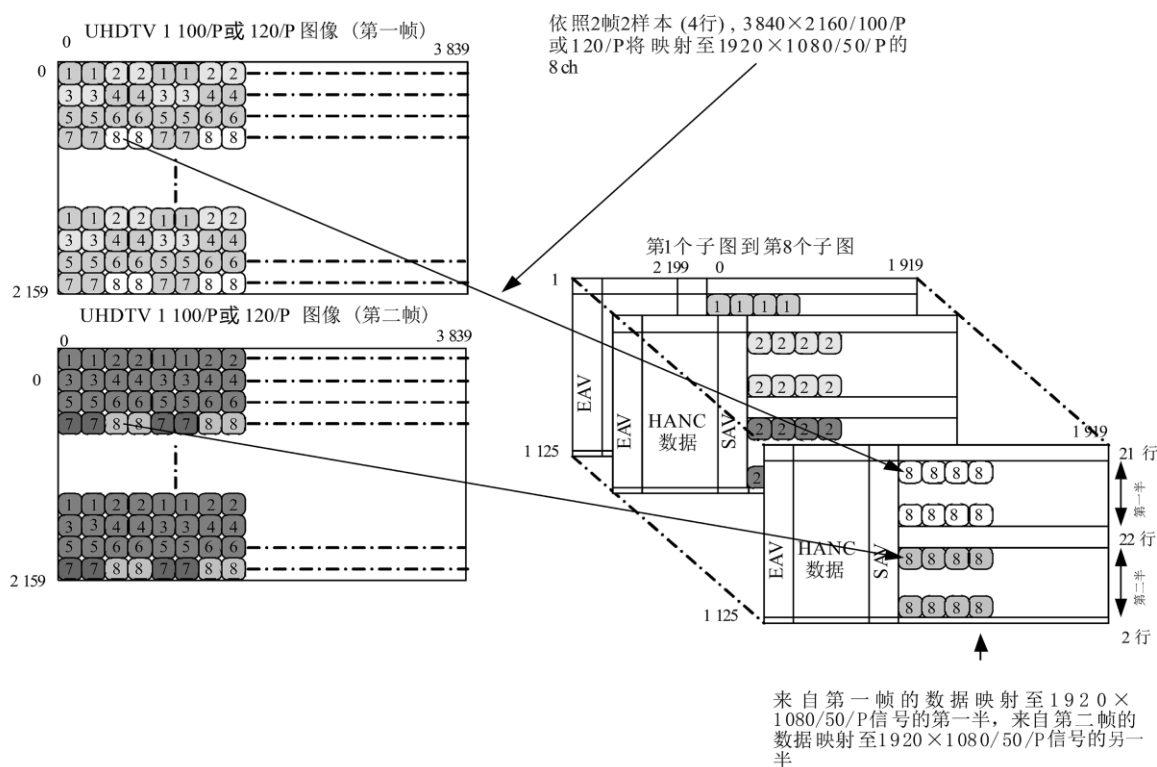 UHDTV 1 100/P或 120/P 图像 (第一帧)
0
3 839
0
1 1 2 2 1 1 2 2
3 3 4 4 3 3 4 4
5 5 6 6 5 5 6 6
7 7 8 8 7 7 8 8
1 1 2 2 1 1 2 2
3 3 4 4 3 3 4 4
5 5 6 6 5 5 6 6
7 7 8 8 7 7 8 8
2 159
UHDTV 1 100/P或 120/P 图像 (第二帧)
0
3 839
0
1 1 2 2 1 1 2 2
3 3 4 4 3 3 4 4
5 5 6 6 5 5 6 6
7 7 8 8 7 7 8 8
1 1 2 2 1 1 2 2
3 3 4 4 3 3 4 4
5 5 6 6 5 5 6 6
7 7 8 8 7 7 8 8
2 159
依照2帧2样本 (4行) , 3840×2160/100/P
或120/P将 映射至1920×1080/50/P的
8 ch
第1个子图到第8个子图
2 199 0
1 919
1
1 1 1 1
2 2 2 2
2 2 2 2
2 2 2 2
2
EAV
EAV
HANC
数据
SAV
1 125
1 919
8 8 8 8
8 8 8 8
8 8 8 8
8 8 8 8
EAV
HANC
数据
SAV
1 125
21 行
第一半
22 行
第二半
2 行
来自第一帧的数据映射至1920×
1080/50/P信号的第一半，来自第二帧的
数据映射至1920×1080/50/P信号的另一
半